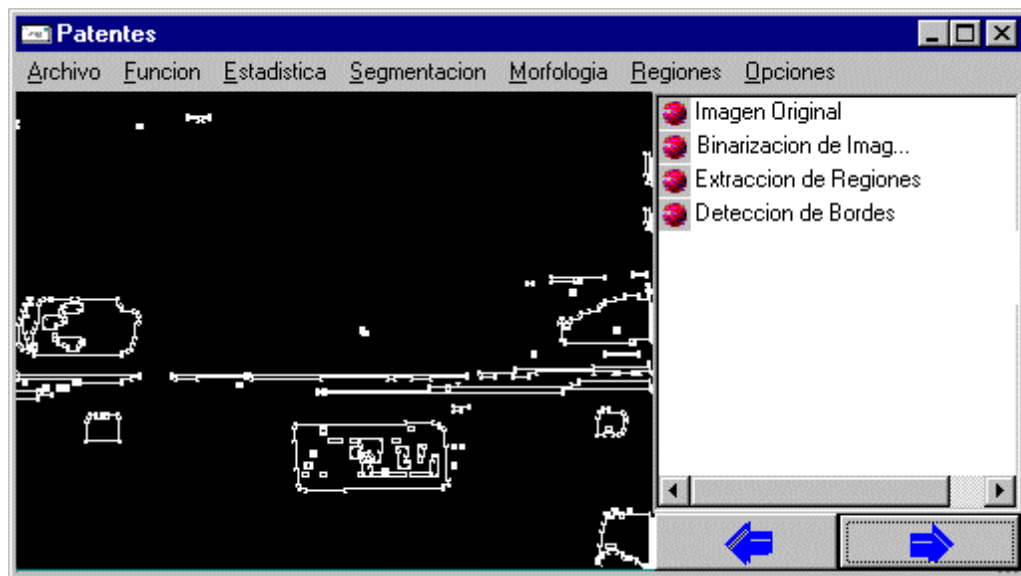 Patentes
Archivo Funcion Estadistica Segmentacion Morfologia Regiones Opciones
Imagen Original
Binarizacion de Imag...
Extraccion de Regiones
Deteccion de Bordes